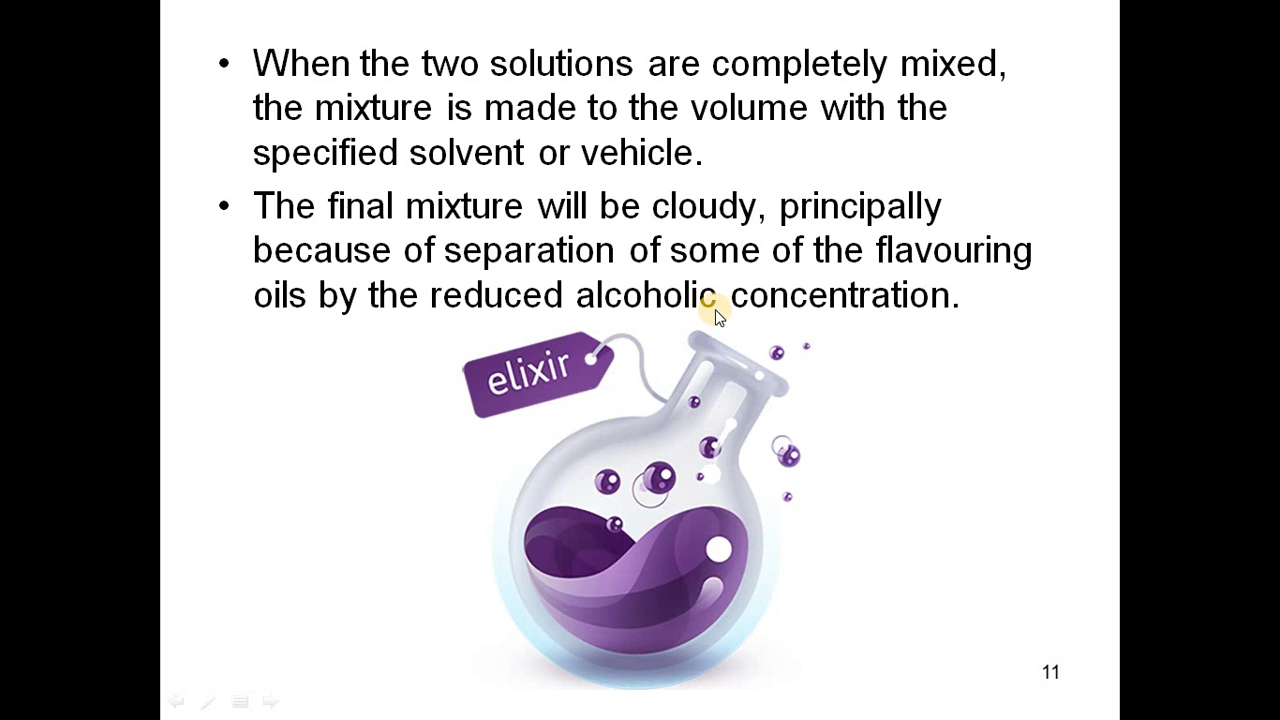 • When the two solutions are completely mixed,
the mixture is made to the volume with the
specified solvent or vehicle.
• The final mixture will be cloudy, principally
because of separation of some of the flavouring
oils by the reduced alcoholic concentration.
elixir
11